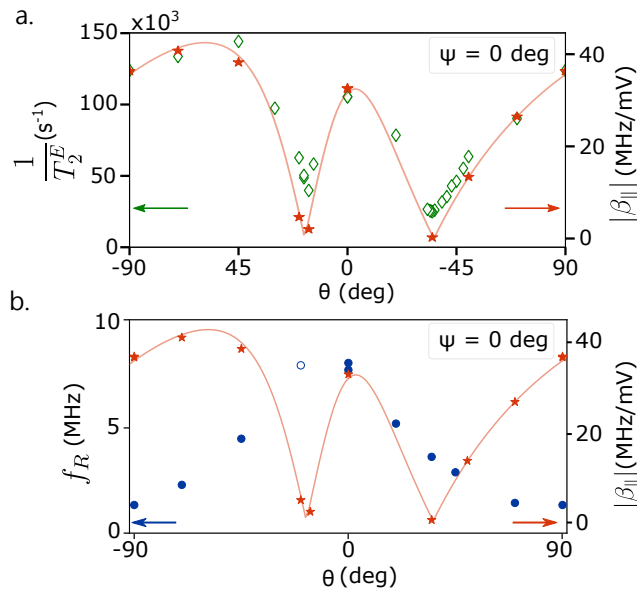 a.
x10³
150
100
50
0
1/T₂ᴱ (s⁻¹)
ψ = 0 deg
40
20
0
|β∥| (MHz/mV)
-90
45
0
-45
90
θ (deg)
b.
10
5
0
f_R (MHz)
ψ = 0 deg
40
20
0
|β∥|(MHz/mV)
-90
0
90
θ (deg)